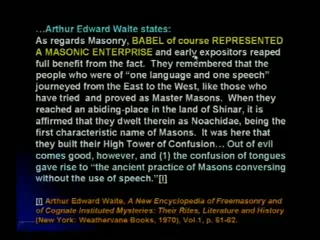 …Arthur Edward Waite states:
As regards Masonry, BABEL of course REPRESENTED
A MASONIC ENTERPRISE and early expositors reaped
full benefit from the fact.  They remembered that the
people who were of "one language and one speech"
journeyed from the East to the West, like those who
have tried  and proved as Master Masons.  When they
reached an abiding-place in the land of Shinar, it is
affirmed that they dwelt therein as Noachidae, being the
first characteristic name of Masons.  It was here that
they built their High Tower of Confusion… Out of evil
comes good, however, and (1) the confusion of tongues
gave rise to "the ancient practice of Masons conversing
without the use of speech."[i]
[i] Arthur Edward Waite, A New Encyclopedia of Freemasonry and
of Cognate Instituted Mysteries: Their Rites, Literature and History
(New York: Weathervane Books, 1970), Vol.1, p. 61-62.